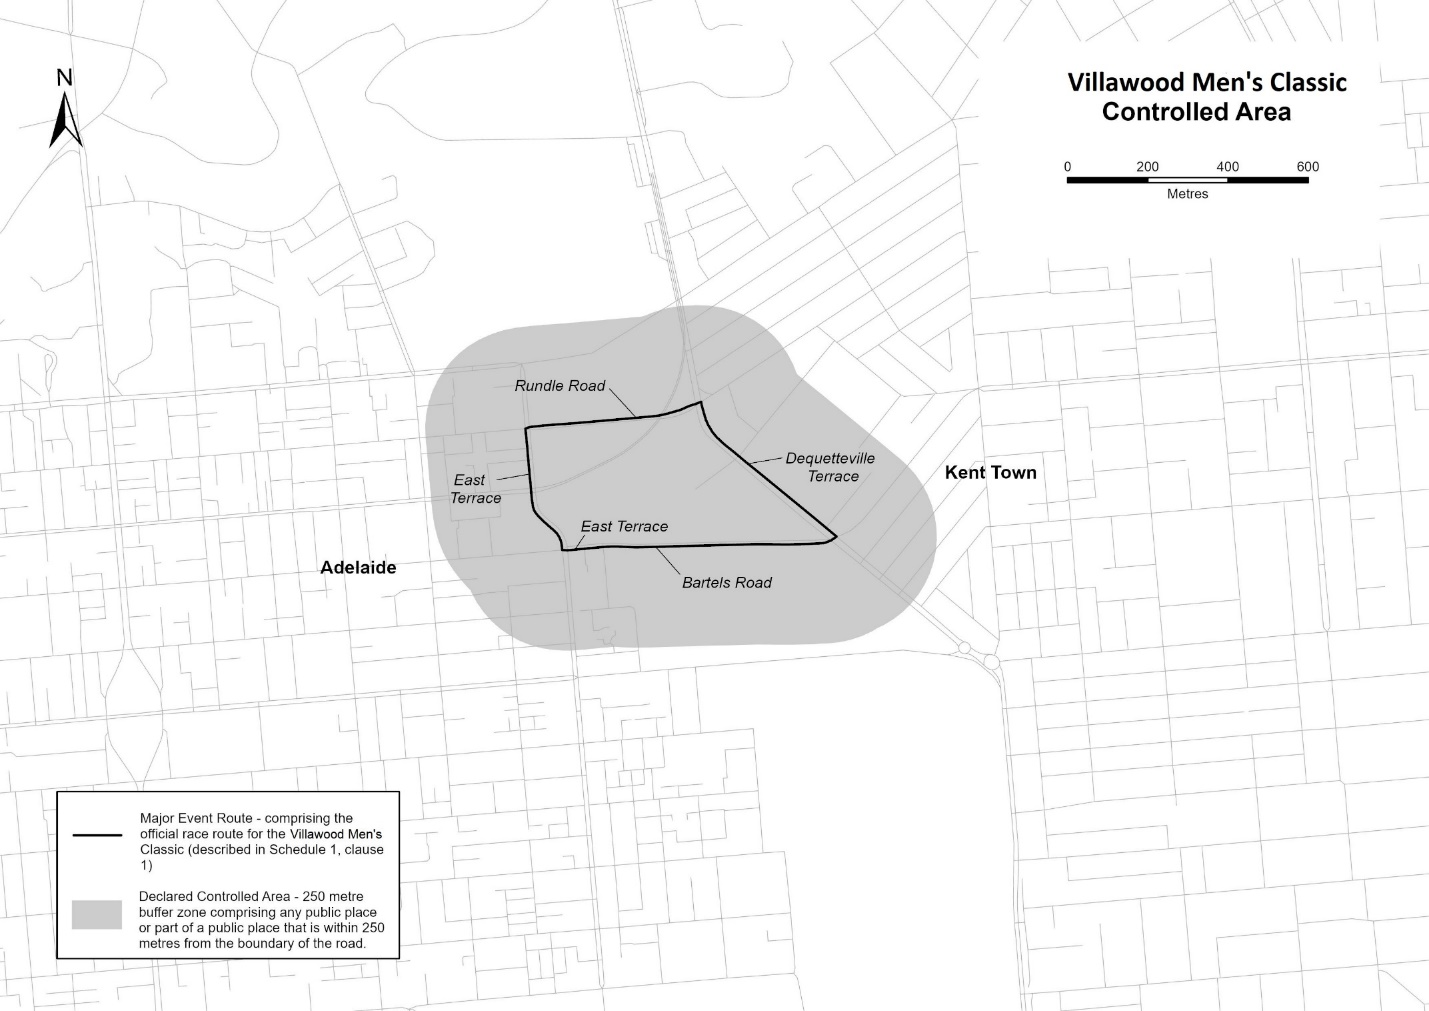 N
Villawood Men's Classic
Controlled Area
0 200 400 600
Metres
Rundle Road
Dequetteville
Terrace
Kent Town
East
Terrace
East Terrace
Adelaide
Bartels Road
Major Event Route - comprising the
official race route for the Villawood Men's
Classic (described in Schedule 1, clause
1)
Declared Controlled Area - 250 metre
buffer zone comprising any public place
or part of a public place that is within 250
metres from the boundary of the road.